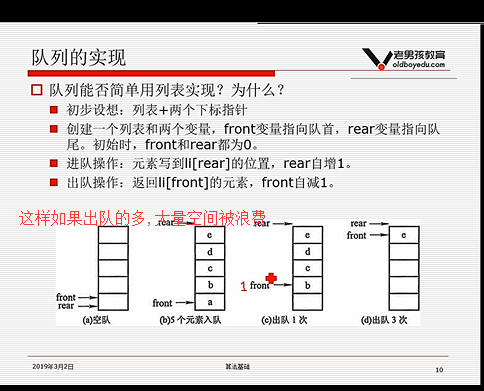 队列的实现
老男孩教育
oldboyedu.com
队列能否简单用列表实现？为什么？
初步设想：列表+两个下标指针
创建一个列表和两个变量，front变量指向队首，rear变量指向队
尾。初始时，front和rear都为0。
进队操作：元素写到li[rear]的位置，rear自增1。
出队操作：返回li[front]的元素，front自减1。
这样如果出队的多，大量空间被浪费
front
rear
(a)空队
rear
e
d
c
b
front
a
(b)5个元素入队
rear
e
d
c
1 front
b
(c)出队1次
rear
front
e
(d)出队3次
2019年3月2日
算法基础
10